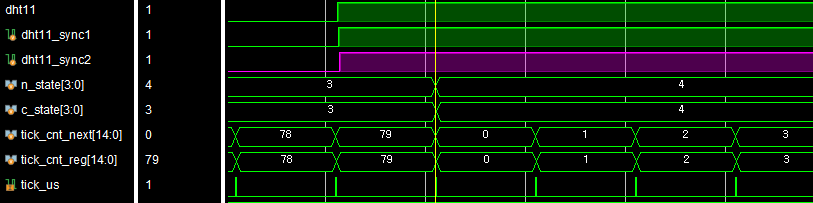 dht11 1
dht11_sync1 1
dht11_sync2 1
n_state[3:0] 4 3 4
c_state[3:0] 3 3 4
tick_cnt_next[14:0] 0 78 79 0 1 2 3
tick_cnt_reg[14:0] 79 78 79 0 1 2 3
tick_us 1